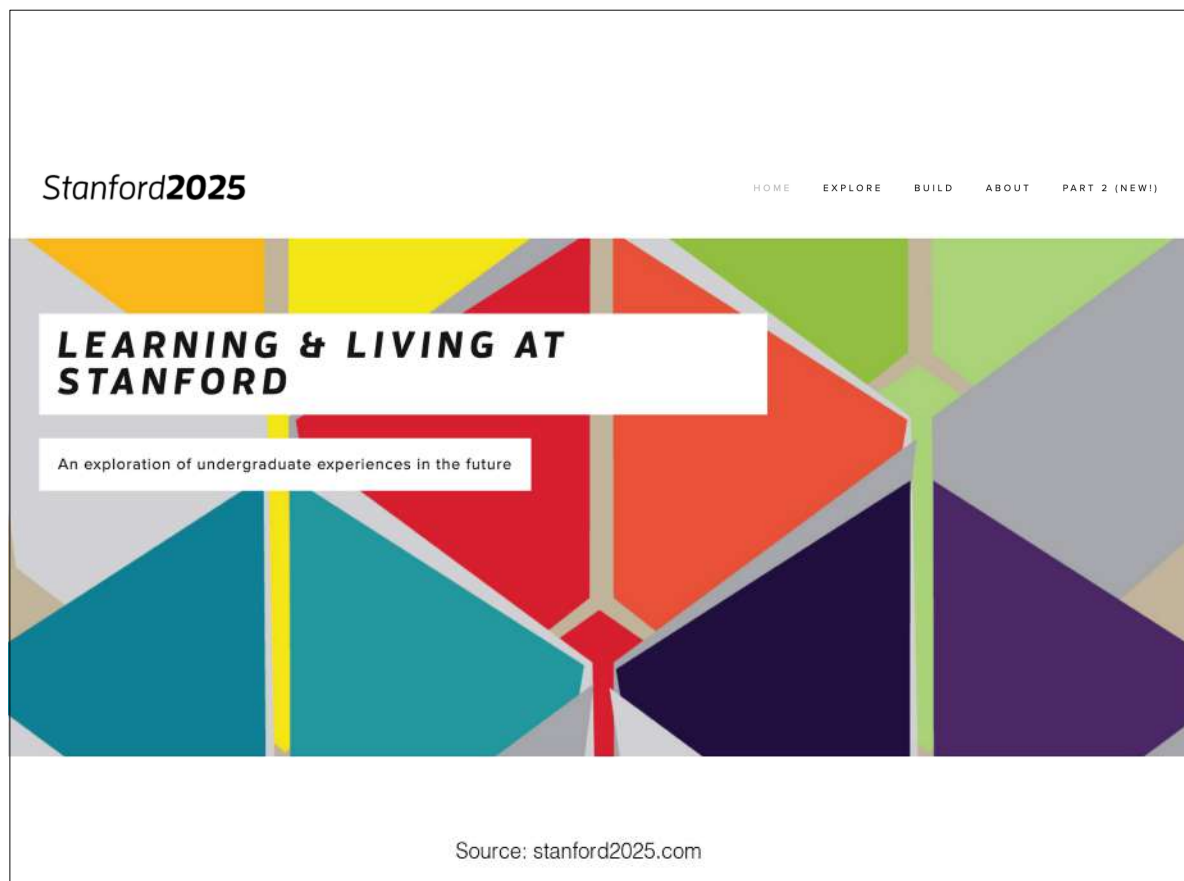 Stanford2025
HOME EXPLORE BUILD ABOUT PART 2 (NEW!)
LEARNING & LIVING AT
STANFORD
An exploration of undergraduate experiences in the future
Source: stanford2025.com